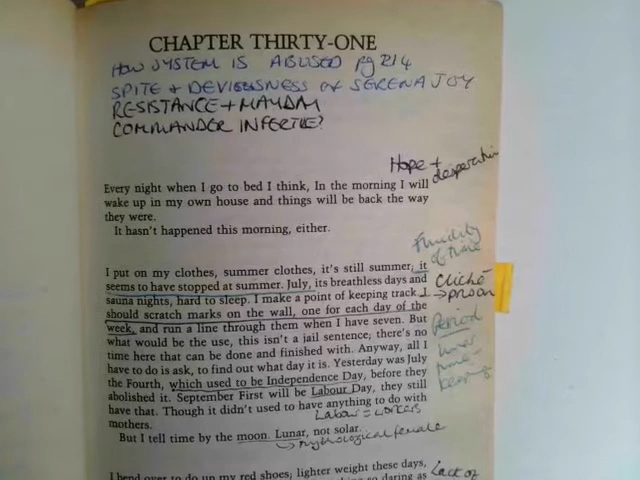 CHAPTER THIRTY-ONE
HOW SYSTEM IS ABUSED pg 214
SPITE + DEVIOUSNESS of SERENA JOY
RESISTANCE + MAYDAY
COMMANDER INFERTILE?
Hope +
desperation
Every night when I go to bed I think, In the morning I will
wake up in my own house and things will be back the way
they were.
It hasn't happened this morning, either.
Fluidity
of time
I put on my clothes, summer clothes, it's still summer; it
seems to have stopped at summer. July, its breathless days and
sauna nights, hard to sleep. I make a point of keeping track. I
should scratch marks on the wall, one for each day of the
week, and run a line through them when I have seven. But
what would be the use, this isn't a jail sentence; there's no
time here that can be done and finished with. Anyway, all I
have to do is ask, to find out what day it is. Yesterday was July
the Fourth, which used to be Independence Day, before they
abolished it. September First will be Labour Day, they still
have that. Though it didn't used to have anything to do with
mothers.
Cliché
→ prison
Period
time-
keeping
Labour = workers
But I tell time by the moon. Lunar, not solar.
→ mythological female
I bend over to do up my red shoes; lighter weight these days,
Lack of
so daring as